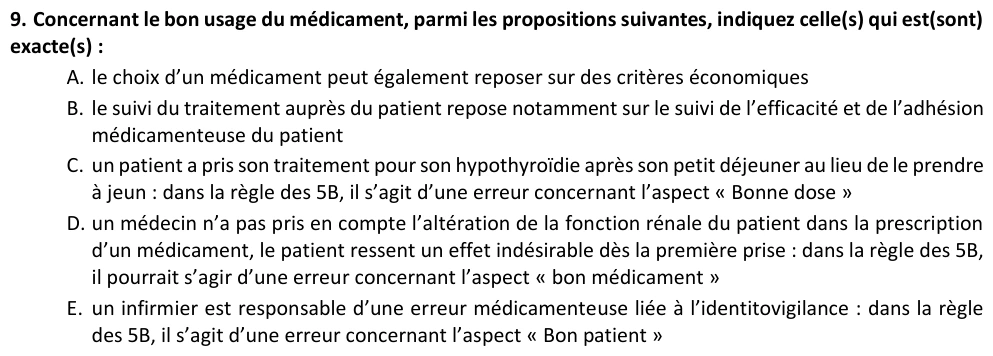 9. Concernant le bon usage du médicament, parmi les propositions suivantes, indiquez celle(s) qui est(sont)
exacte(s) :
A. le choix d’un médicament peut également reposer sur des critères économiques
B. le suivi du traitement auprès du patient repose notamment sur le suivi de l’efficacité et de l’adhésion
médicamenteuse du patient
C. un patient a pris son traitement pour son hypothyroïdie après son petit déjeuner au lieu de le prendre
à jeun : dans la règle des 5B, il s’agit d’une erreur concernant l’aspect « Bonne dose »
D. un médecin n’a pas pris en compte l’altération de la fonction rénale du patient dans la prescription
d’un médicament, le patient ressent un effet indésirable dès la première prise : dans la règle des 5B,
il pourrait s’agir d’une erreur concernant l’aspect « bon médicament »
E. un infirmier est responsable d’une erreur médicamenteuse liée à l’identitovigilance : dans la règle
des 5B, il s’agit d’une erreur concernant l’aspect « Bon patient »